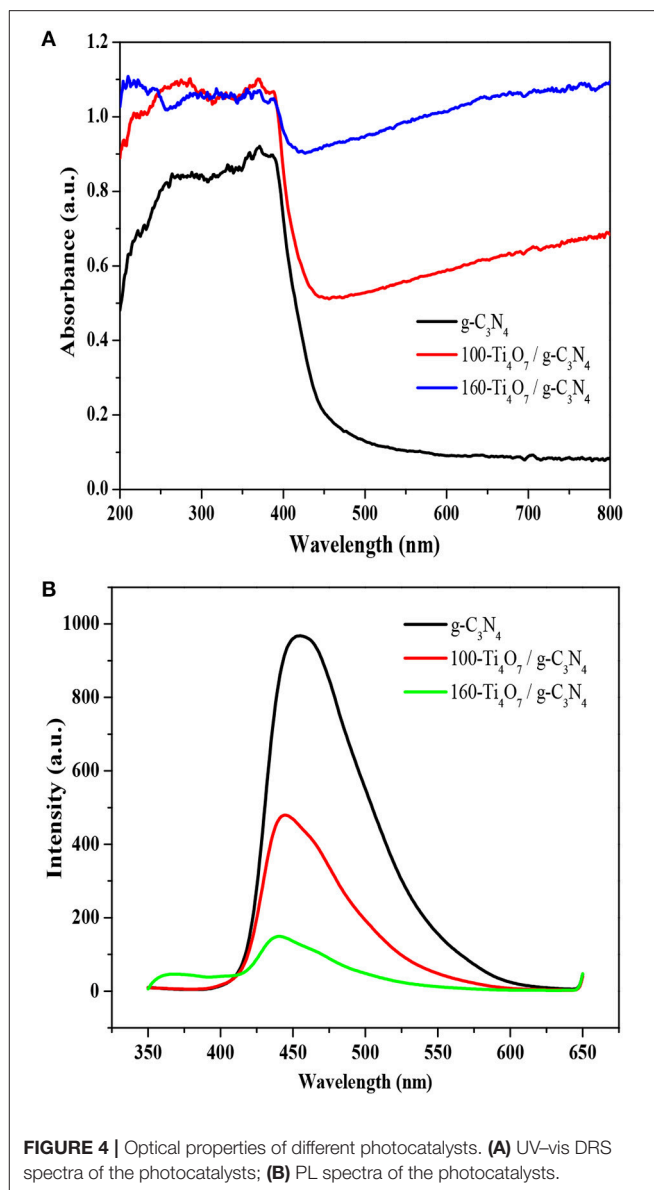 A
1.2
1.0
0.8
0.6
0.4
0.2
0.0
Absorbance (a.u.)
g-C₃N₄
100-Ti₄O₇ / g-C₃N₄
160-Ti₄O₇ / g-C₃N₄
200 300 400 500 600 700 800
Wavelength (nm)
B
1000
800
600
400
200
0
Intensity (a.u.)
g-C₃N₄
100-Ti₄O₇ / g-C₃N₄
160-Ti₄O₇ / g-C₃N₄
350 400 450 500 550 600 650
Wavelength (nm)
FIGURE 4 | Optical properties of different photocatalysts. (A) UV–vis DRS
spectra of the photocatalysts; (B) PL spectra of the photocatalysts.